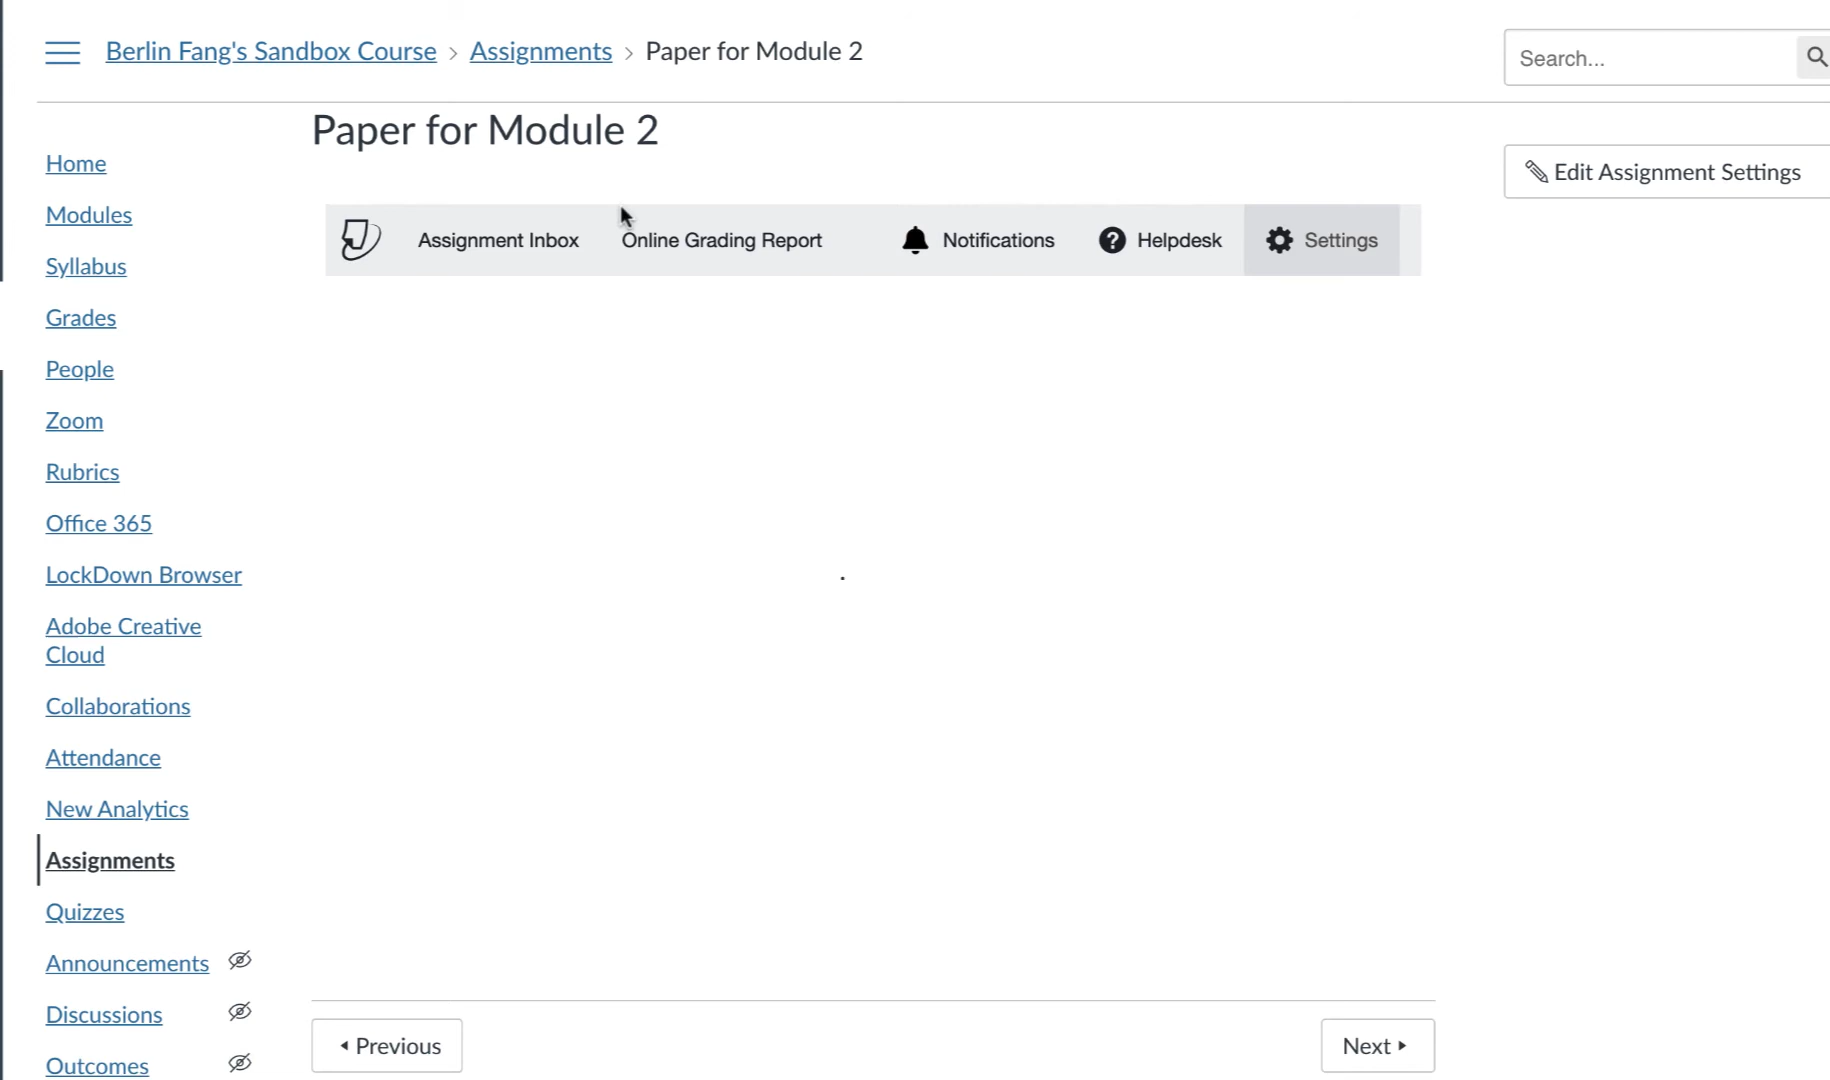 Berlin Fang's Sandbox Course > Assignments > Paper for Module 2
Search...
Paper for Module 2
Edit Assignment Settings
Home
Modules
Syllabus
Grades
People
Zoom
Rubrics
Office 365
LockDown Browser
Adobe Creative
Cloud
Collaborations
Attendance
New Analytics
Assignments
Quizzes
Announcements
Discussions
Outcomes
Assignment Inbox Online Grading Report Notifications Helpdesk Settings
.
Previous
Next